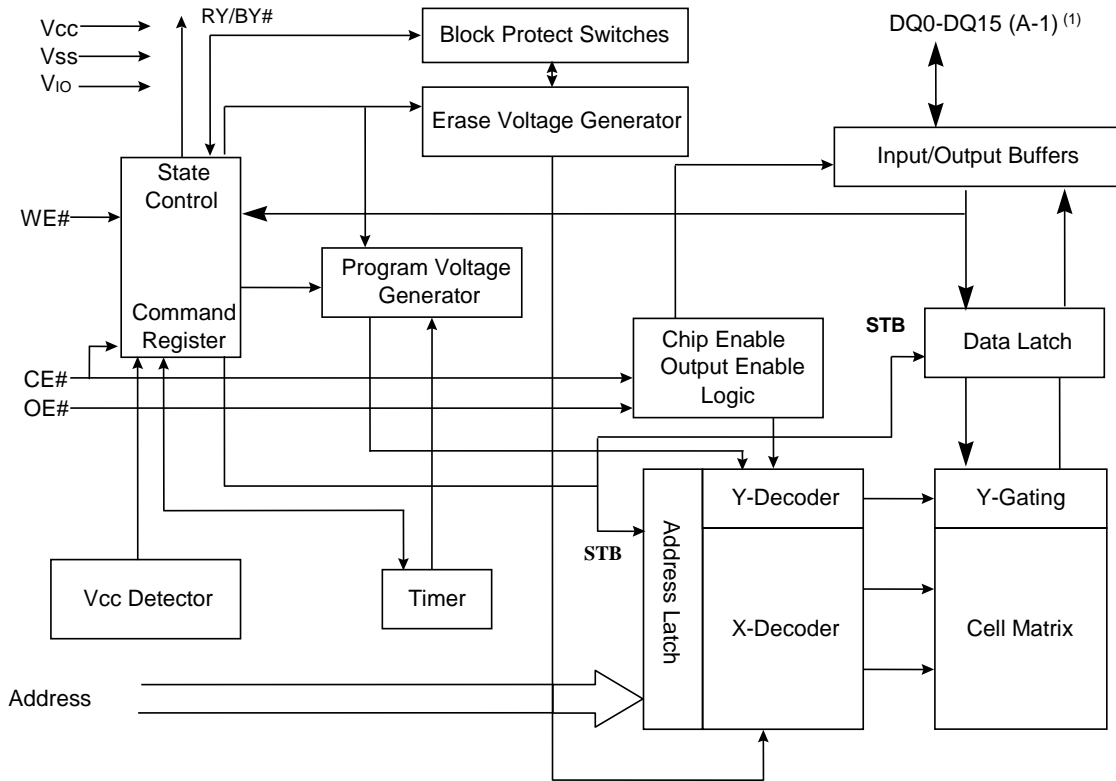 RY/BY#
Vcc
Vss
VIO
Block Protect Switches
DQ0-DQ15 (A-1) (1)
Erase Voltage Generator
Input/Output Buffers
State
Control
WE#
Program Voltage
Generator
Command
Register
STB
Chip Enable
Output Enable
Logic
Data Latch
CE#
OE#
Y-Decoder
Y-Gating
STB
Address Latch
Vcc Detector
Timer
X-Decoder
Cell Matrix
Address